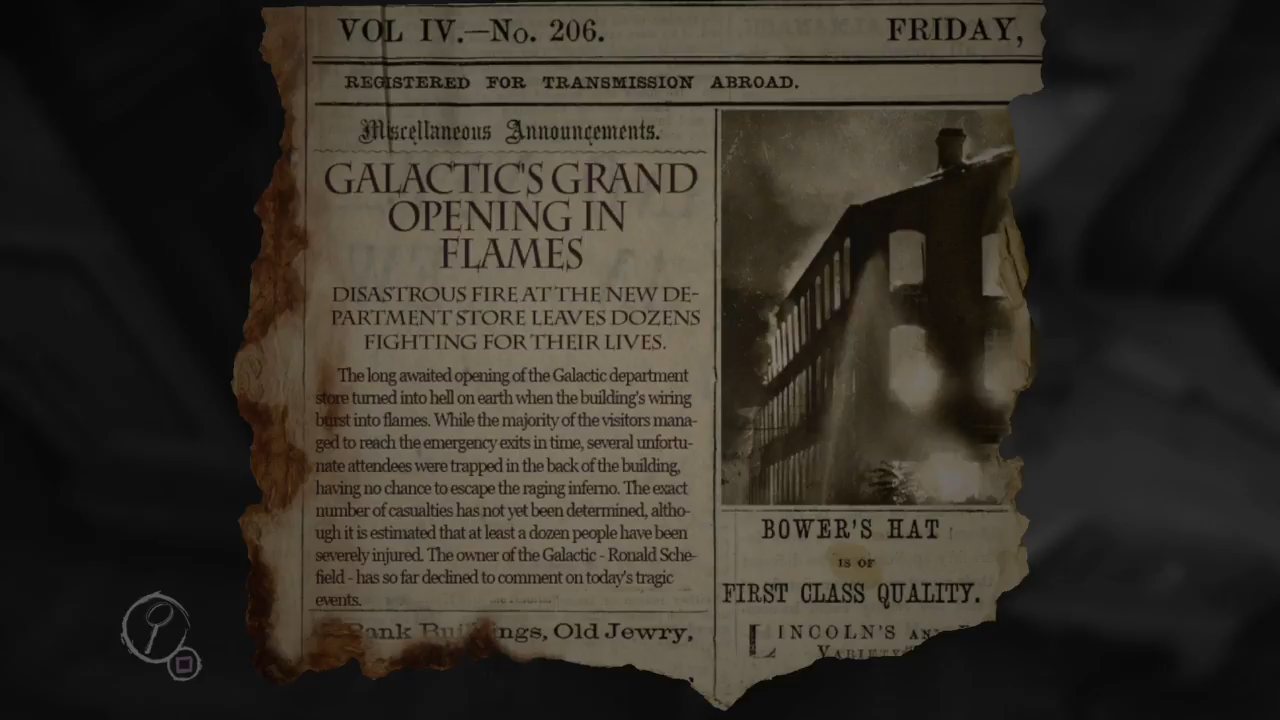 VOL IV.—No. 206.
FRIDAY,
REGISTERED FOR TRANSMISSION ABROAD.
Miscellaneous Announcements.
GALACTIC'S GRAND
OPENING IN
FLAMES
DISASTROUS FIRE AT THE NEW DE-
PARTMENT STORE LEAVES DOZENS
FIGHTING FOR THEIR LIVES.
The long awaited opening of the Galactic department
store turned into hell on earth when the building's wiring
burst into flames. While the majority of the visitors mana-
ged to reach the emergency exits in time, several unfortu-
nate attendees were trapped in the back of the building,
having no chance to escape the raging inferno. The exact
number of casualties has not yet been determined, altho-
ugh it is estimated that at least a dozen people have been
severely injured. The owner of the Galactic - Ronald Sche-
field - has so far declined to comment on today's tragic
events.
Bank Buildings, Old Jewry,
BOWER'S HAT
IS OF
FIRST CLASS QUALITY.
LINCOLN'S
VARIETY